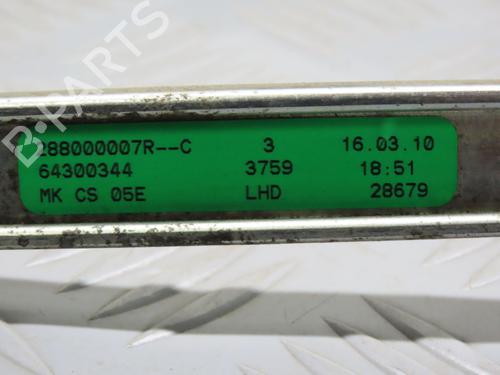 288000007R--C 3 16.03.10
64300344 3759 18:51
MK CS 05E LHD 28679
B-PARTS